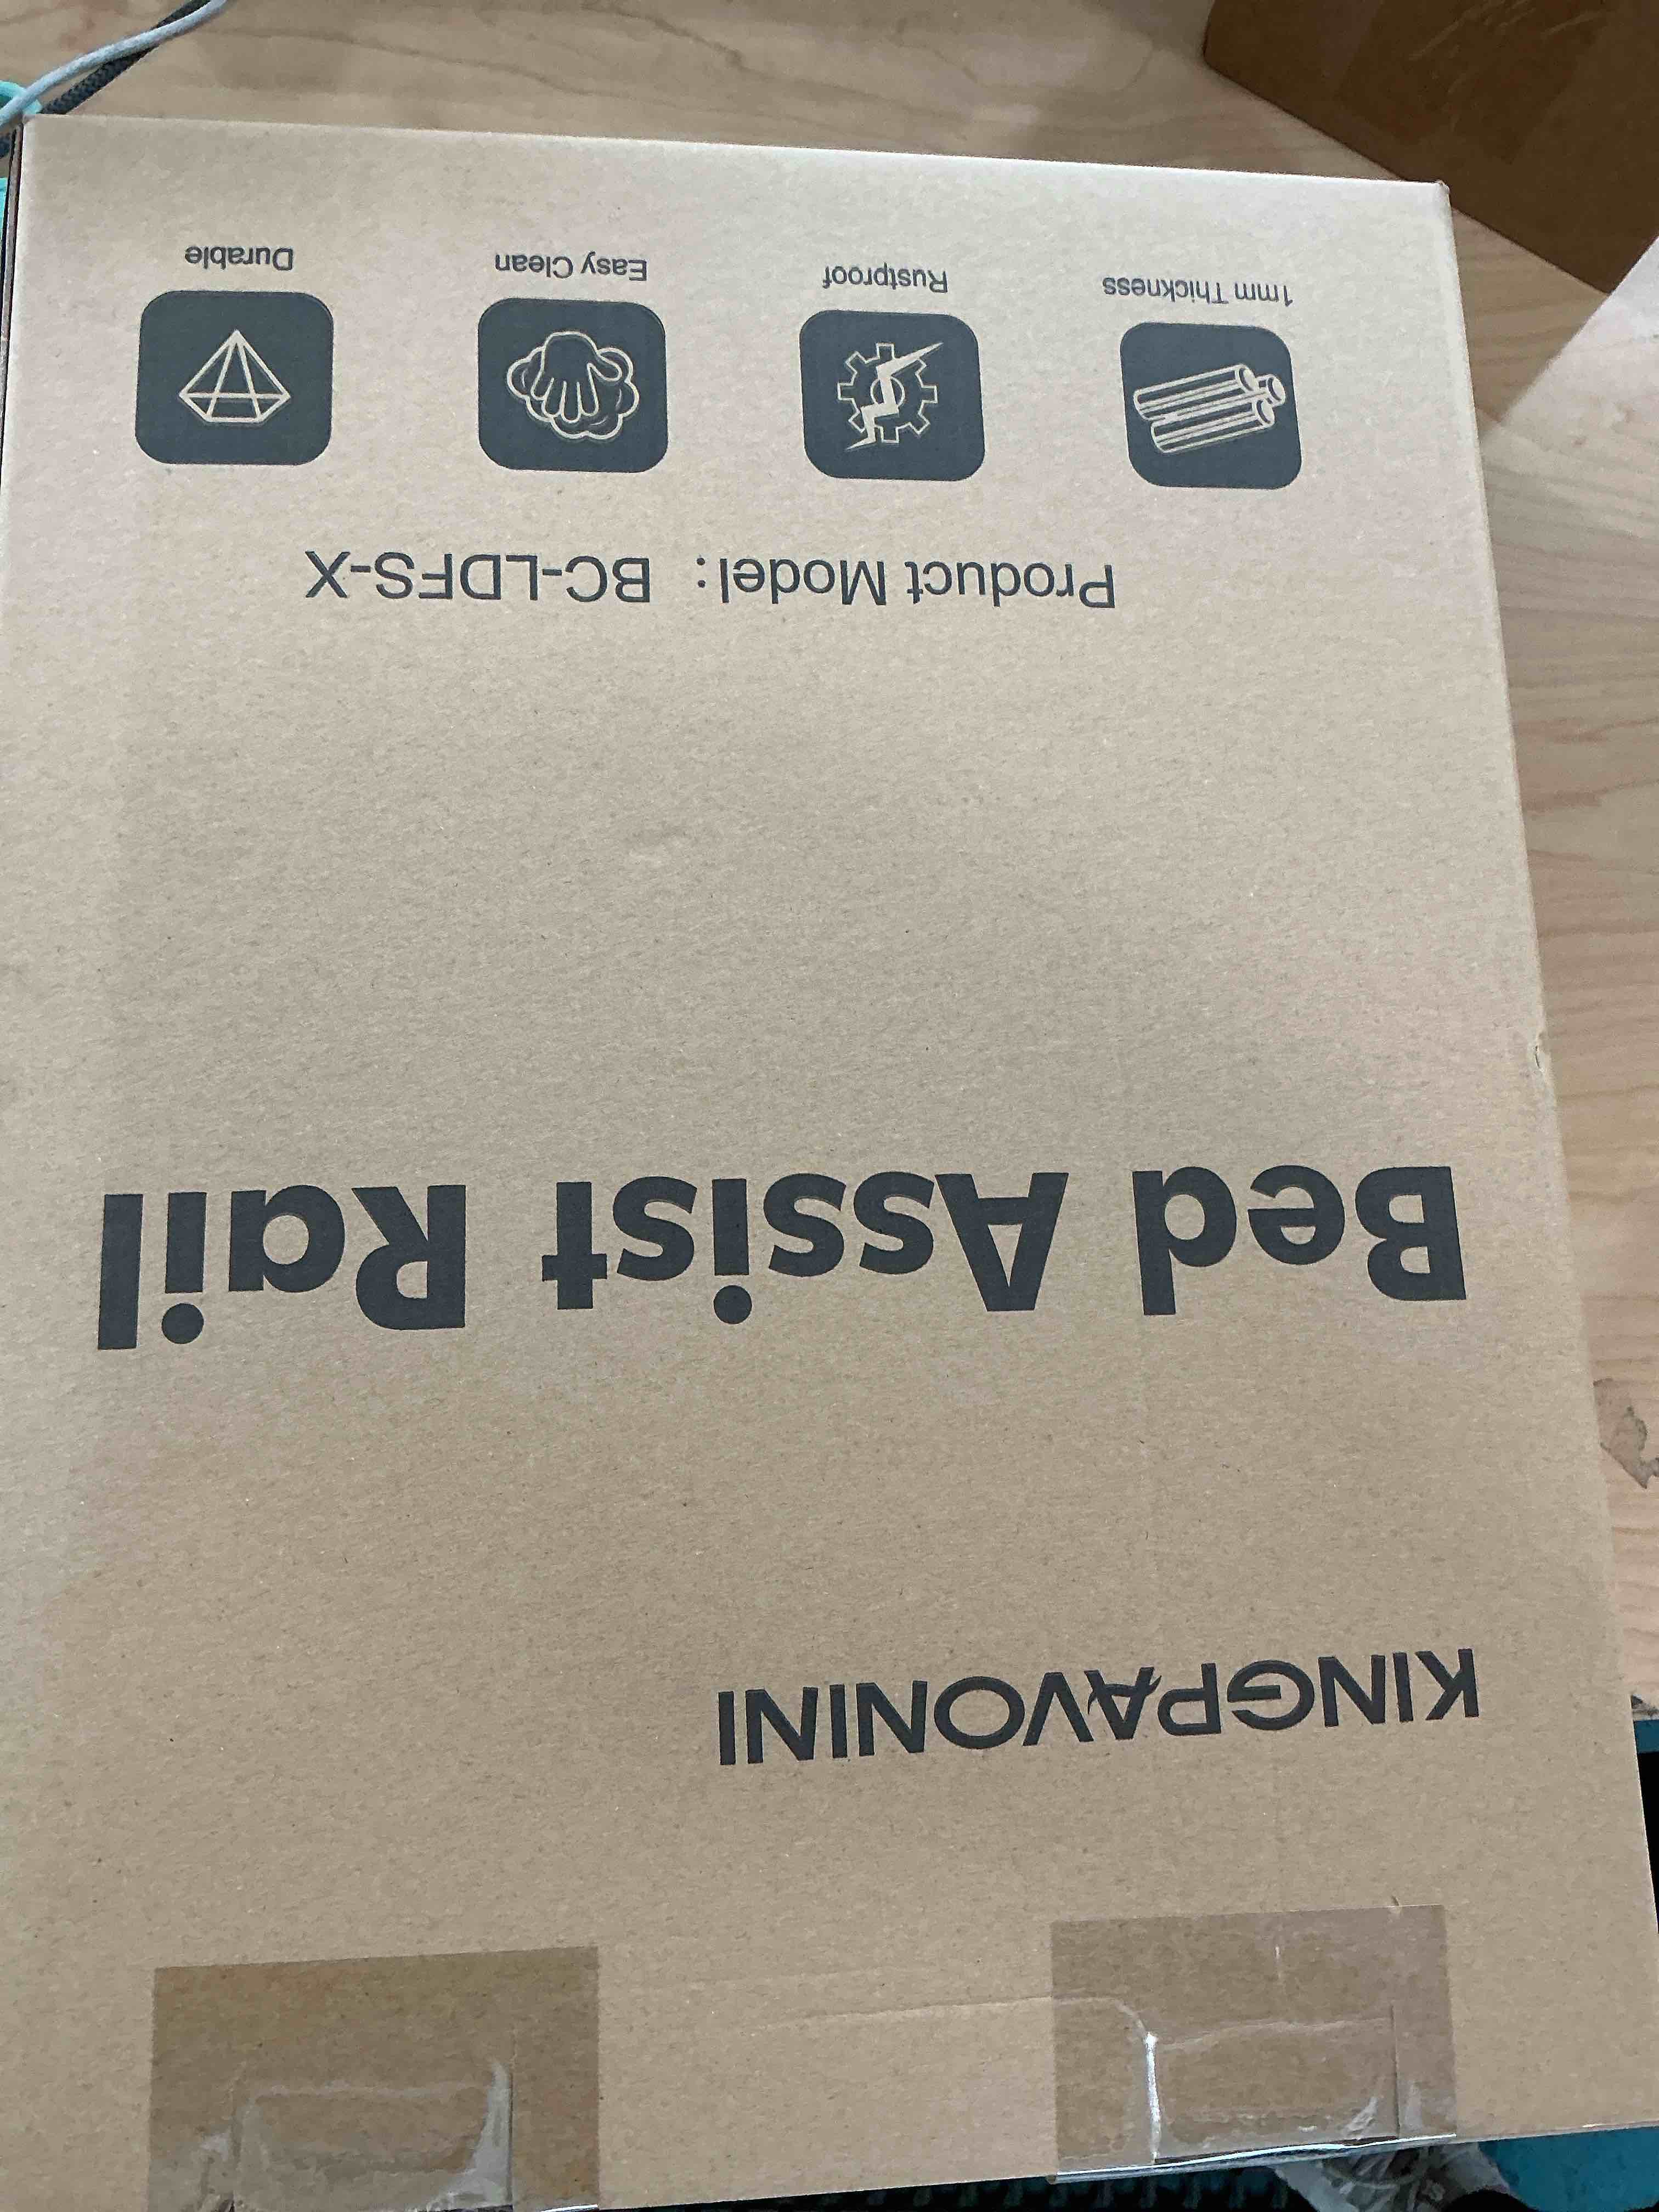 KINGPAVONINI
Bed Assist Rail
Product Model: BC-LDFS-X
1mm Thickness
Rustproof
Easy Clean
Durable